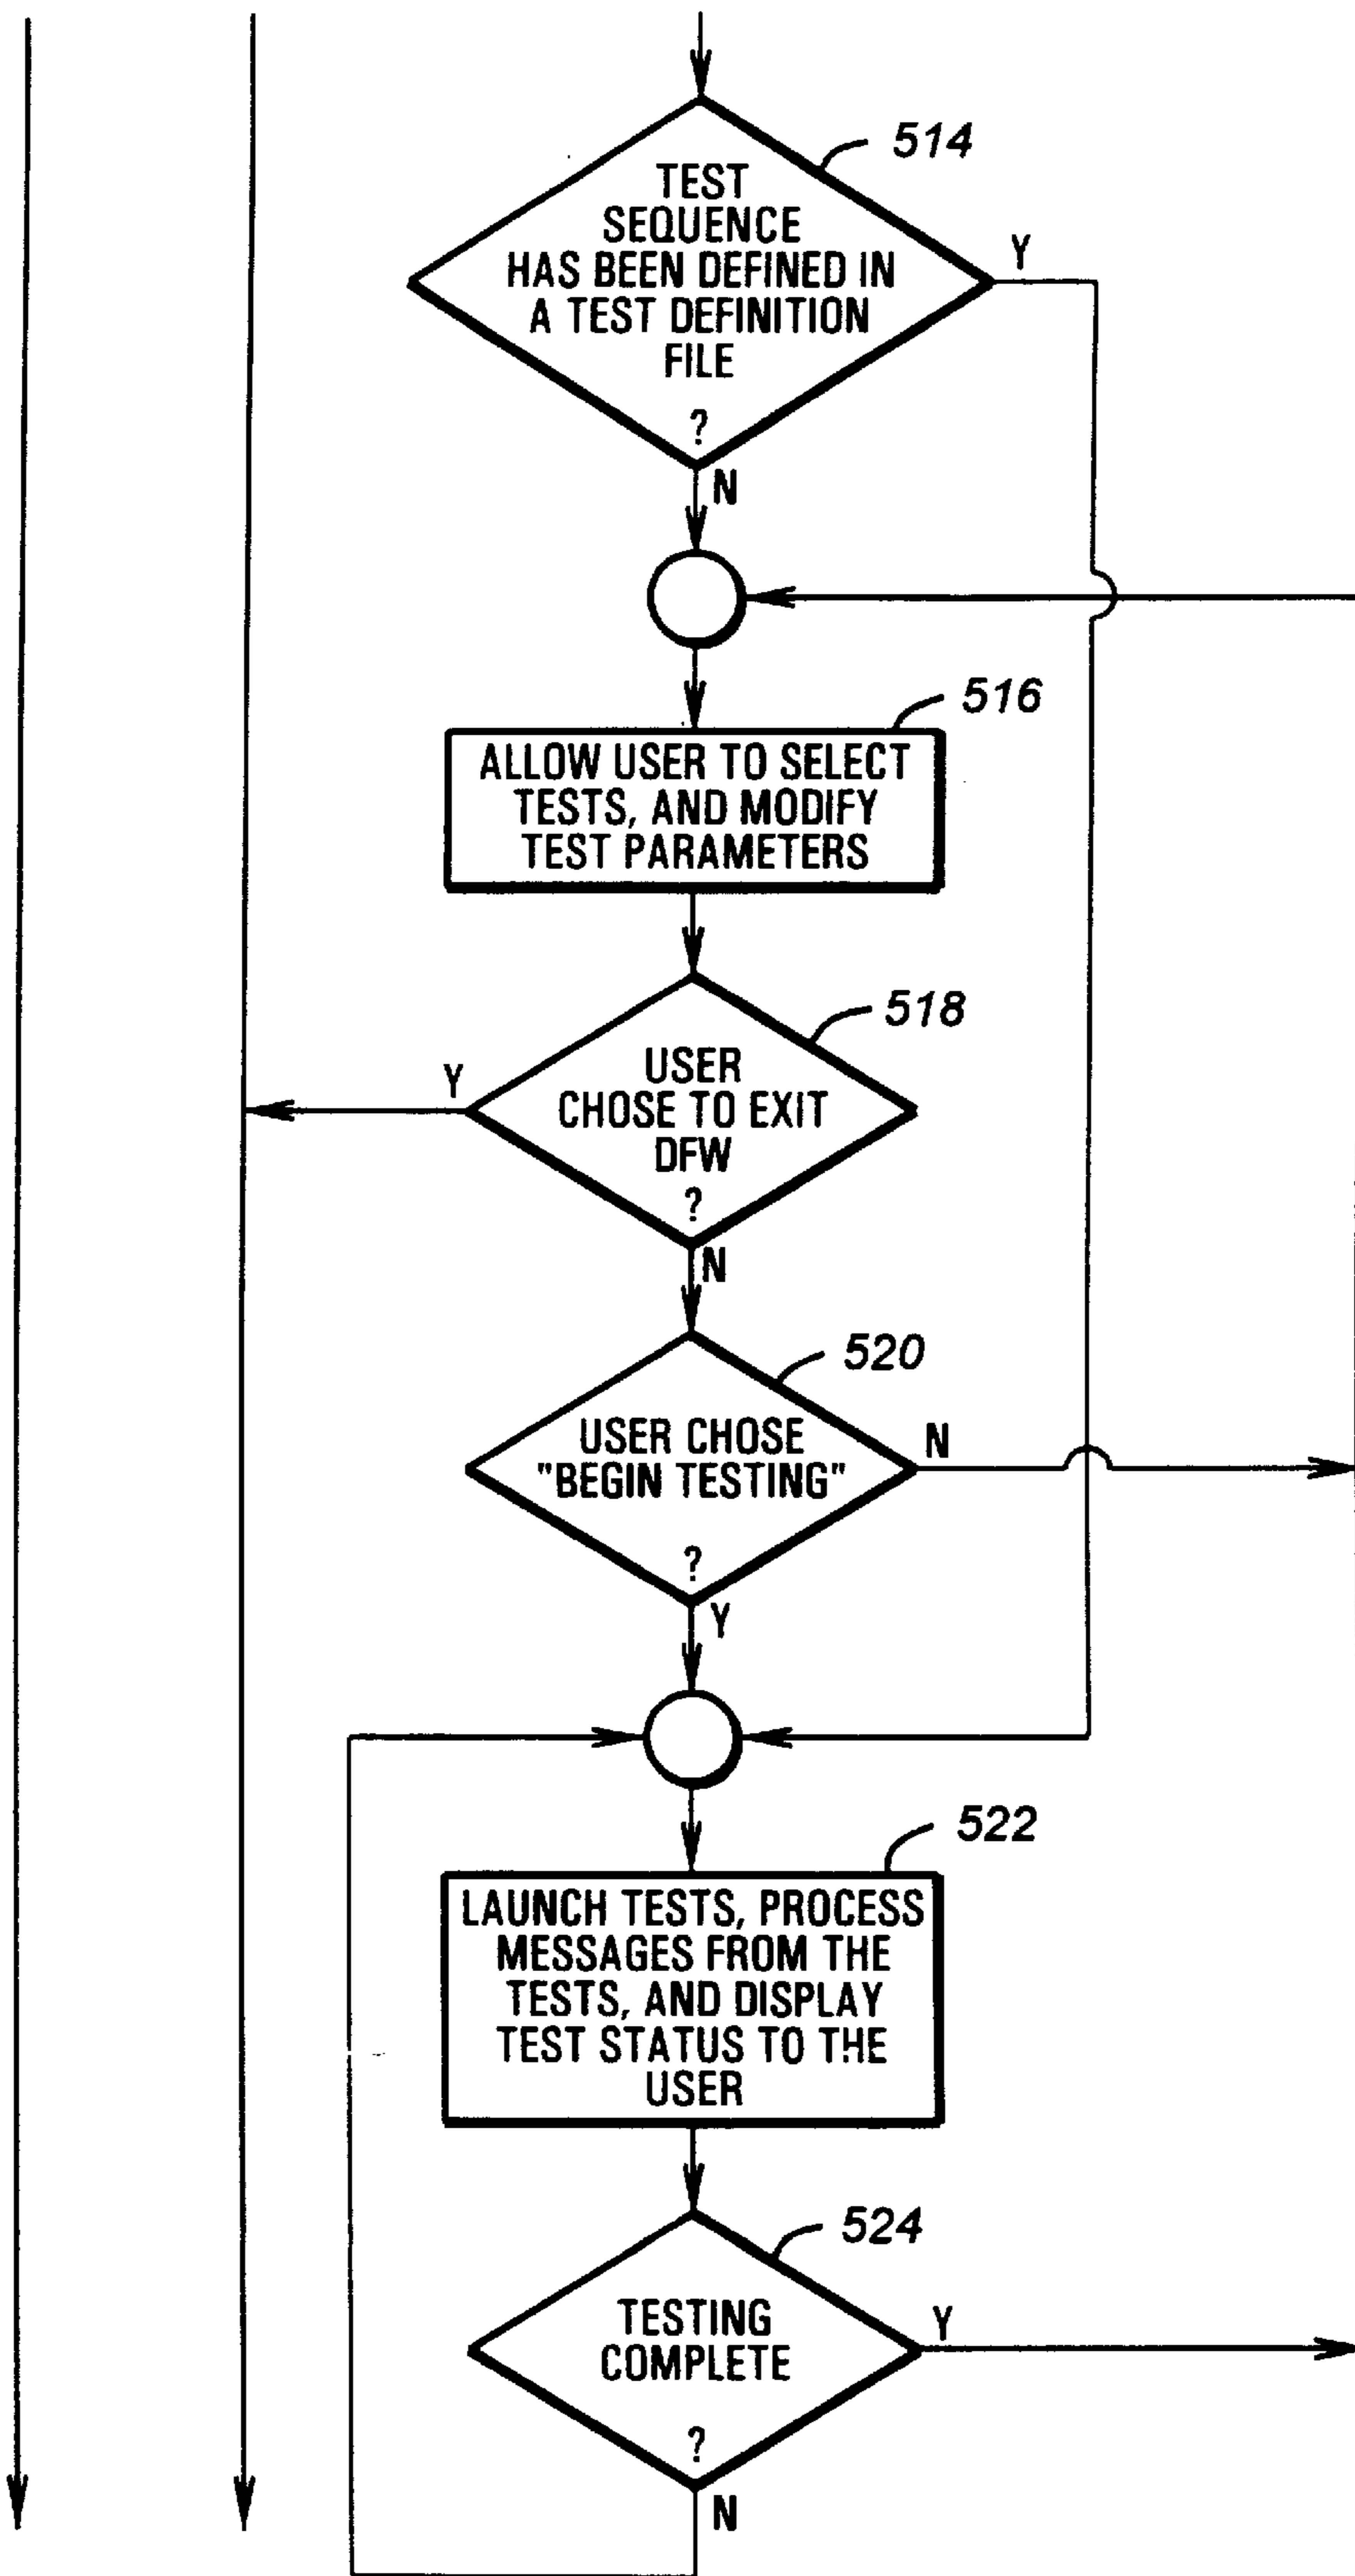 514
TEST
SEQUENCE
HAS BEEN DEFINED IN
A TEST DEFINITION
FILE
?
Y
N
516
ALLOW USER TO SELECT
TESTS, AND MODIFY
TEST PARAMETERS
518
USER
CHOSE TO EXIT
DFW
?
Y
N
520
USER CHOSE
"BEGIN TESTING"
?
N
Y
522
LAUNCH TESTS, PROCESS
MESSAGES FROM THE
TESTS, AND DISPLAY
TEST STATUS TO THE
USER
524
TESTING
COMPLETE
?
Y
N